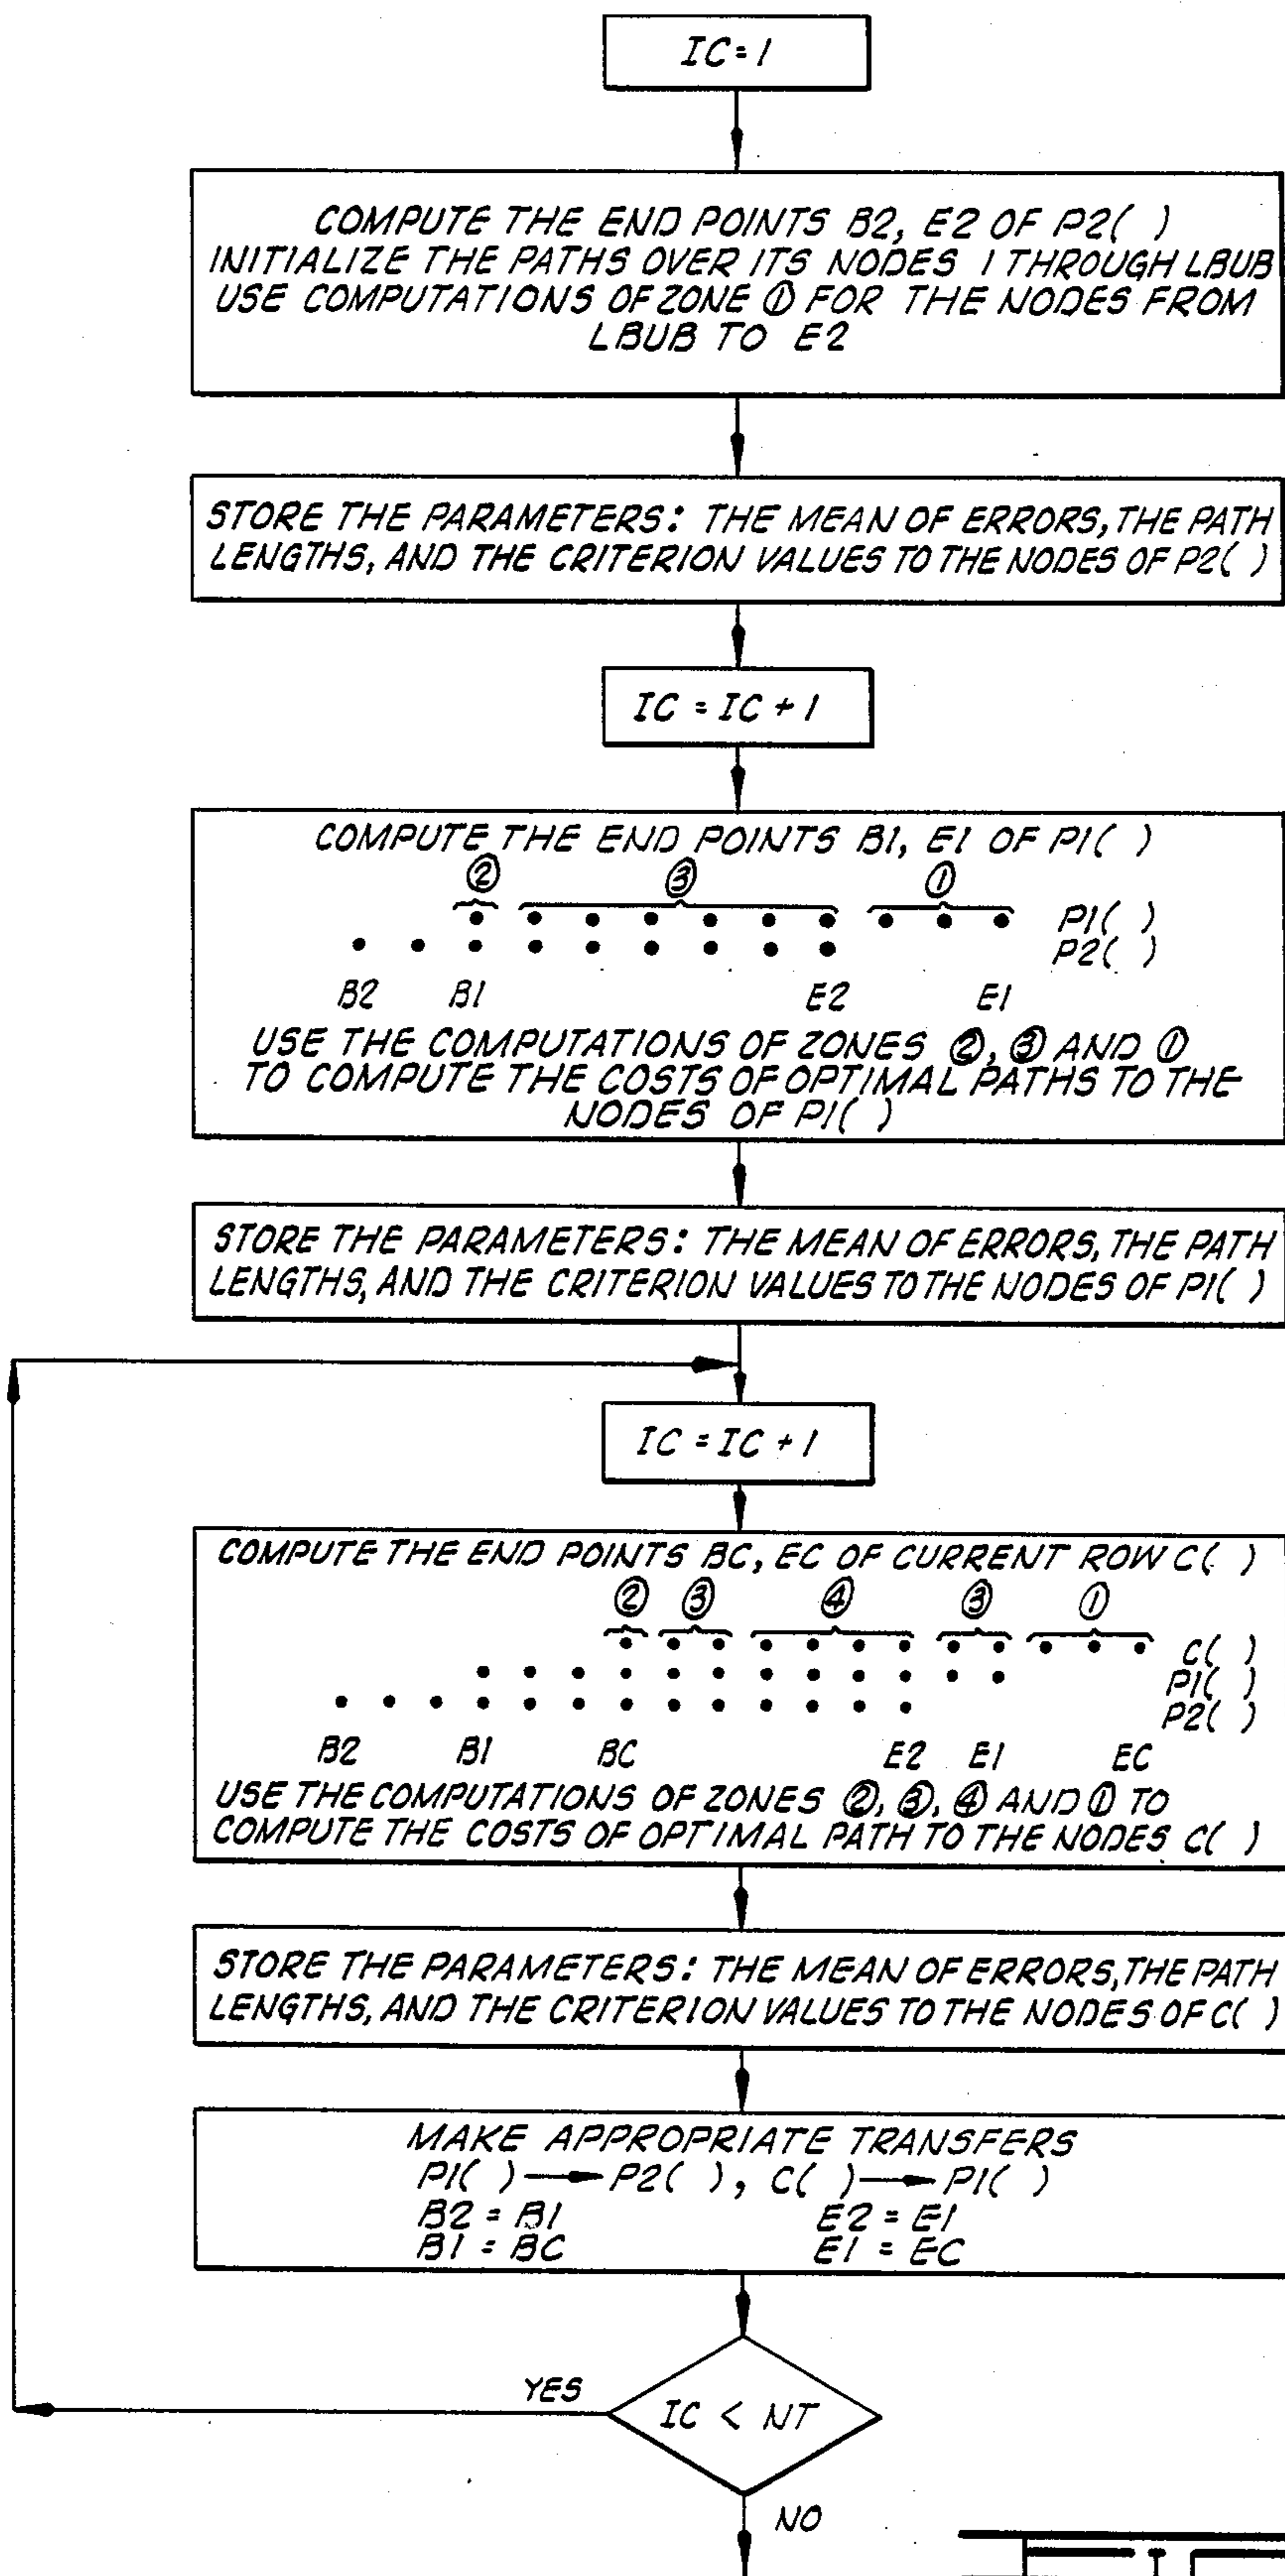 IC=1
COMPUTE THE END POINTS B2, E2 OF P2( )
INITIALIZE THE PATHS OVER ITS NODES 1 THROUGH LBUB
USE COMPUTATIONS OF ZONE ① FOR THE NODES FROM
LBUB TO E2
STORE THE PARAMETERS: THE MEAN OF ERRORS, THE PATH
LENGTHS, AND THE CRITERION VALUES TO THE NODES OF P2( )
IC = IC + 1
COMPUTE THE END POINTS B1, E1 OF P1( )
② ③ ①
P1( )
P2( )
B2 B1 E2 E1
USE THE COMPUTATIONS OF ZONES ②, ③ AND ①
TO COMPUTE THE COSTS OF OPTIMAL PATHS TO THE
NODES OF P1( )
STORE THE PARAMETERS: THE MEAN OF ERRORS, THE PATH
LENGTHS, AND THE CRITERION VALUES TO THE NODES OF P1( )
IC = IC + 1
COMPUTE THE END POINTS BC, EC OF CURRENT ROW C( )
② ③ ④ ③ ①
C( )
P1( )
P2( )
B2 B1 BC E2 E1 EC
USE THE COMPUTATIONS OF ZONES ②, ③, ④ AND ① TO
COMPUTE THE COSTS OF OPTIMAL PATH TO THE NODES C( )
STORE THE PARAMETERS: THE MEAN OF ERRORS, THE PATH
LENGTHS, AND THE CRITERION VALUES TO THE NODES OF C( )
MAKE APPROPRIATE TRANSFERS
P1( ) → P2( ), C( ) → P1( )
B2 = B1 E2 = E1
B1 = BC E1 = EC
YES
IC < NT
NO